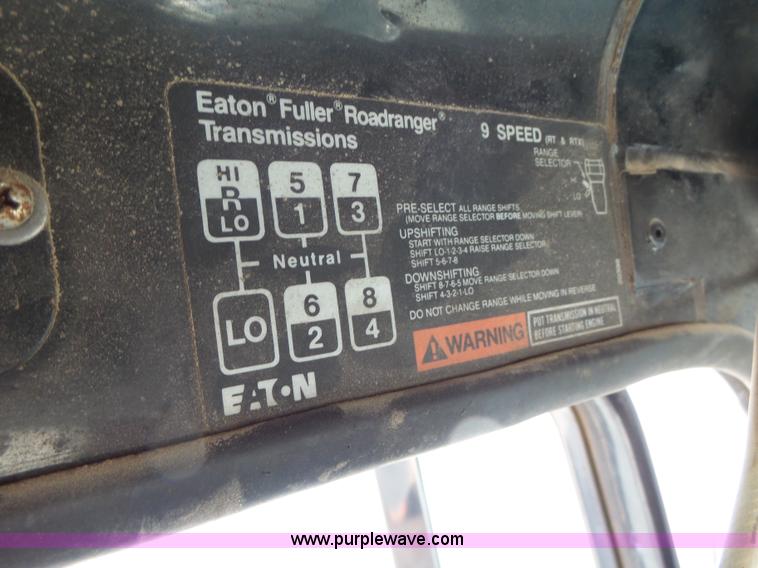 Eaton® Fuller® Roadranger®
Transmissions
9 SPEED (RT & RTX)
RANGE
SELECTOR
HI
LO
HI 5 7
R 1 3
LO
Neutral
LO 6 8
2 4
PRE-SELECT ALL RANGE SHIFTS
(MOVE RANGE SELECTOR BEFORE MOVING SHIFT LEVER)
UPSHIFTING
START WITH RANGE SELECTOR DOWN
SHIFT LO-1-2-3-4 RAISE RANGE SELECTOR
SHIFT 5-6-7-8
DOWNSHIFTING
SHIFT 8-7-6-5 MOVE RANGE SELECTOR DOWN
SHIFT 4-3-2-1-LO
DO NOT CHANGE RANGE WHILE MOVING IN REVERSE
WARNING
PUT TRANSMISSION IN NEUTRAL
BEFORE STARTING ENGINE
EATON
www.purplewave.com